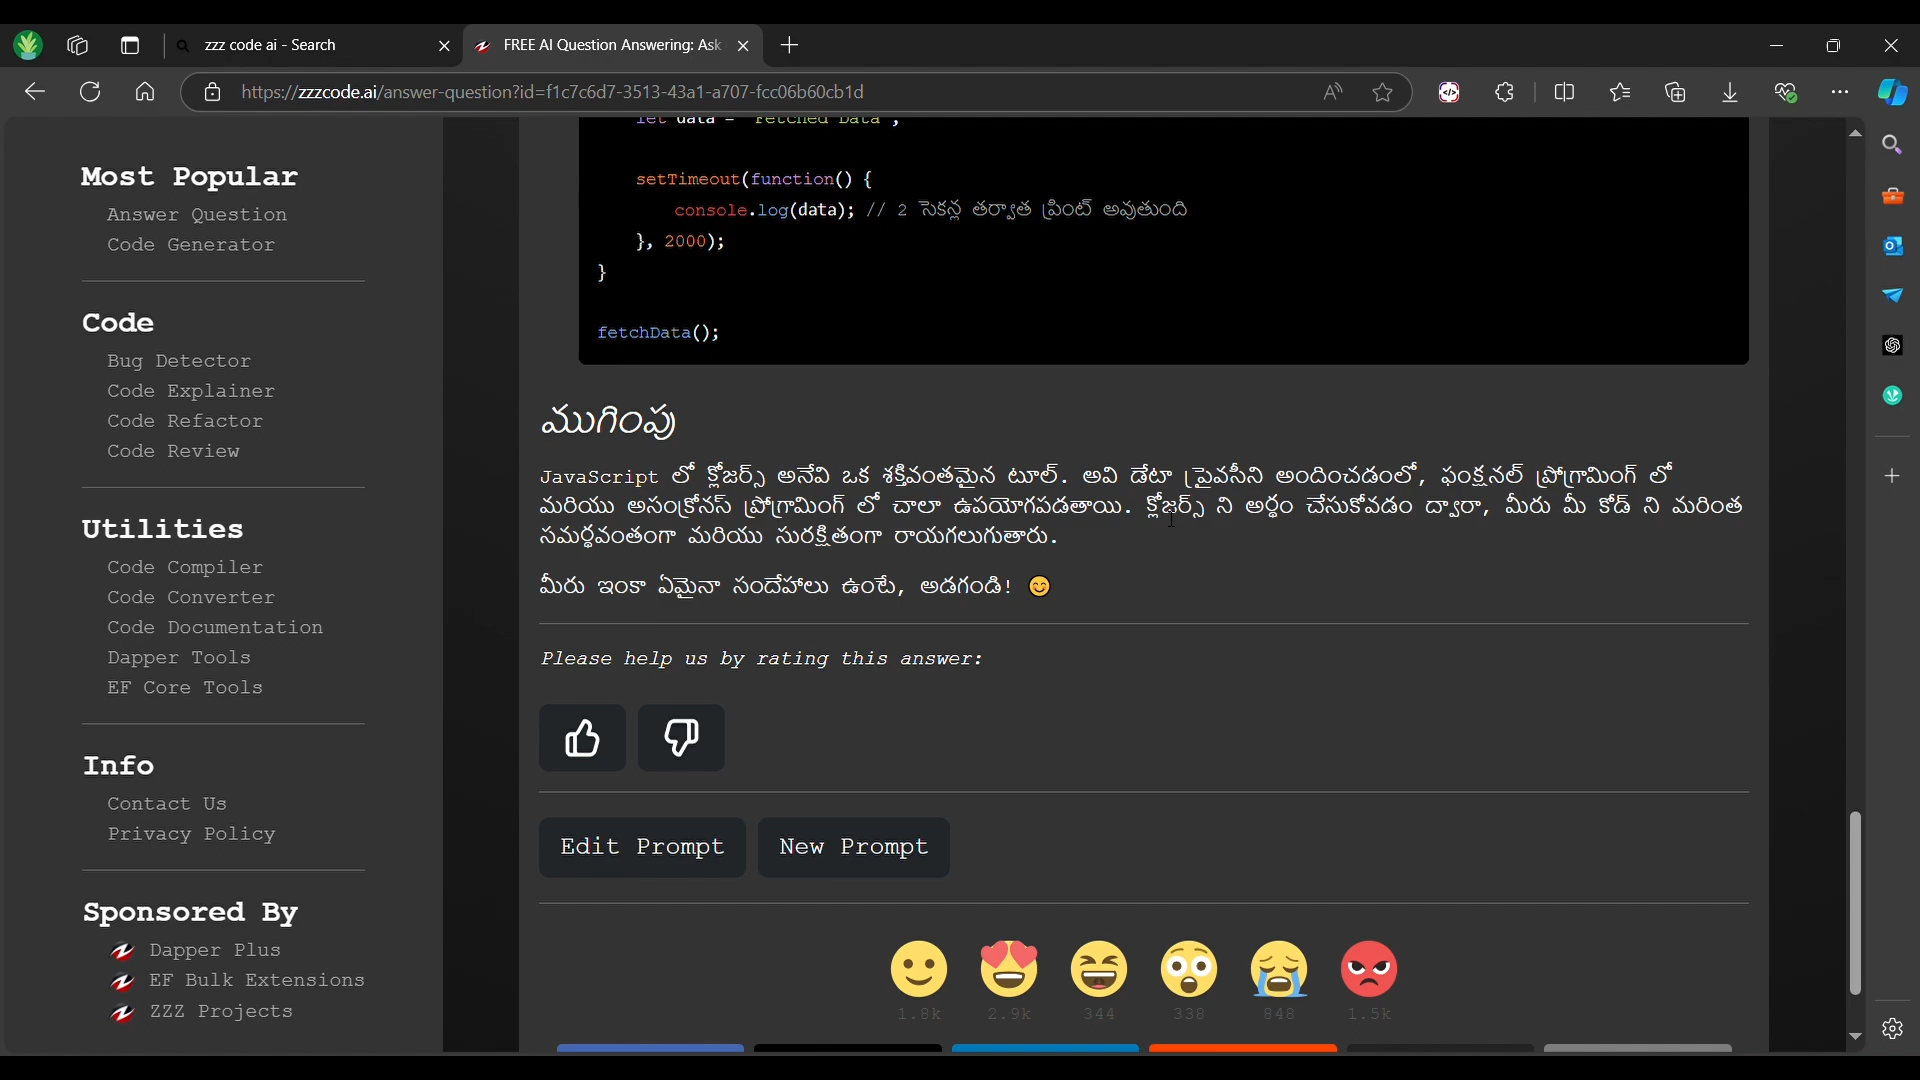 zzz code ai - Search
FREE AI Question Answering: Ask
https://zzzcode.ai/answer-question?id=f1c7c6d7-3513-43a1-a707-fcc06b60cb1d
Most Popular
Answer Question
Code Generator
Code
Bug Detector
Code Explainer
Code Refactor
Code Review
Utilities
Code Compiler
Code Converter
Code Documentation
Dapper Tools
EF Core Tools
Info
Contact Us
Privacy Policy
Sponsored By
Dapper Plus
EF Bulk Extensions
ZZZ Projects
let data = "Fetched Data";
setTimeout(function() {
console.log(data); // 2 సెకన్ల తర్వాత ప్రింట్ అవుతుంది
}, 2000);
}
fetchData();
ముగింపు
JavaScript లో క్లోజర్స్ అనేవి ఒక శక్తివంతమైన టూల్. అవి డేటా ప్రైవసీని అందించడంలో, ఫంక్షనల్ ప్రోగ్రామింగ్ లో
మరియు అసంక్రోనస్ ప్రోగ్రామింగ్ లో చాలా ఉపయోగపడతాయి. క్లోజర్స్ ని అర్థం చేసుకోవడం ద్వారా, మీరు మీ కోడ్ ని మరింత
సమర్థవంతంగా మరియు సురక్షితంగా రాయగలుగుతారు.
మీరు ఇంకా ఏమైనా సందేహాలు ఉంటే, అడగండి! 😊
Please help us by rating this answer:
Edit Prompt
New Prompt
1.8k
2.9k
344
338
848
1.5k